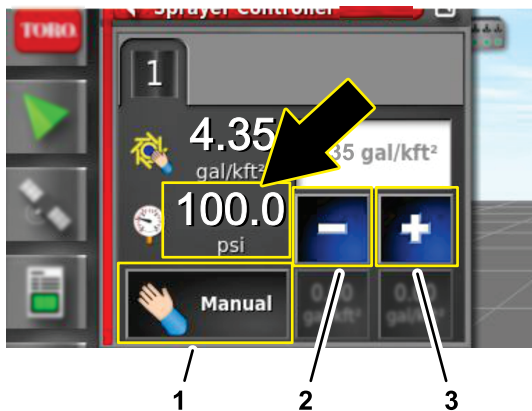 TORO.
Sprayer Controller
1
4.35
gal/kft²
35 gal/kft²
100.0
psi
Manual
1 2 3